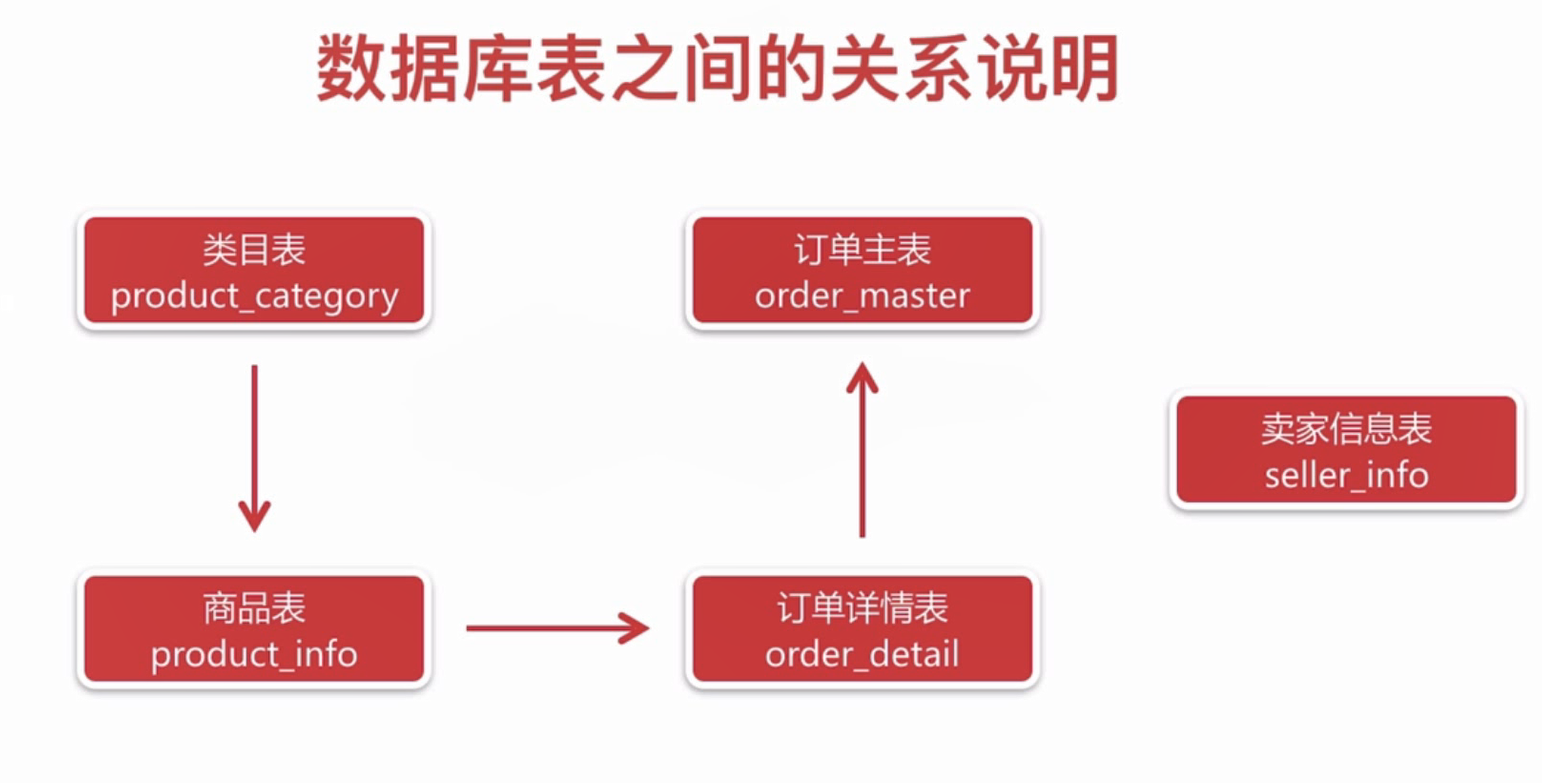 数据库表之间的关系说明
类目表
product_category
订单主表
order_master
卖家信息表
seller_info
商品表
product_info
订单详情表
order_detail